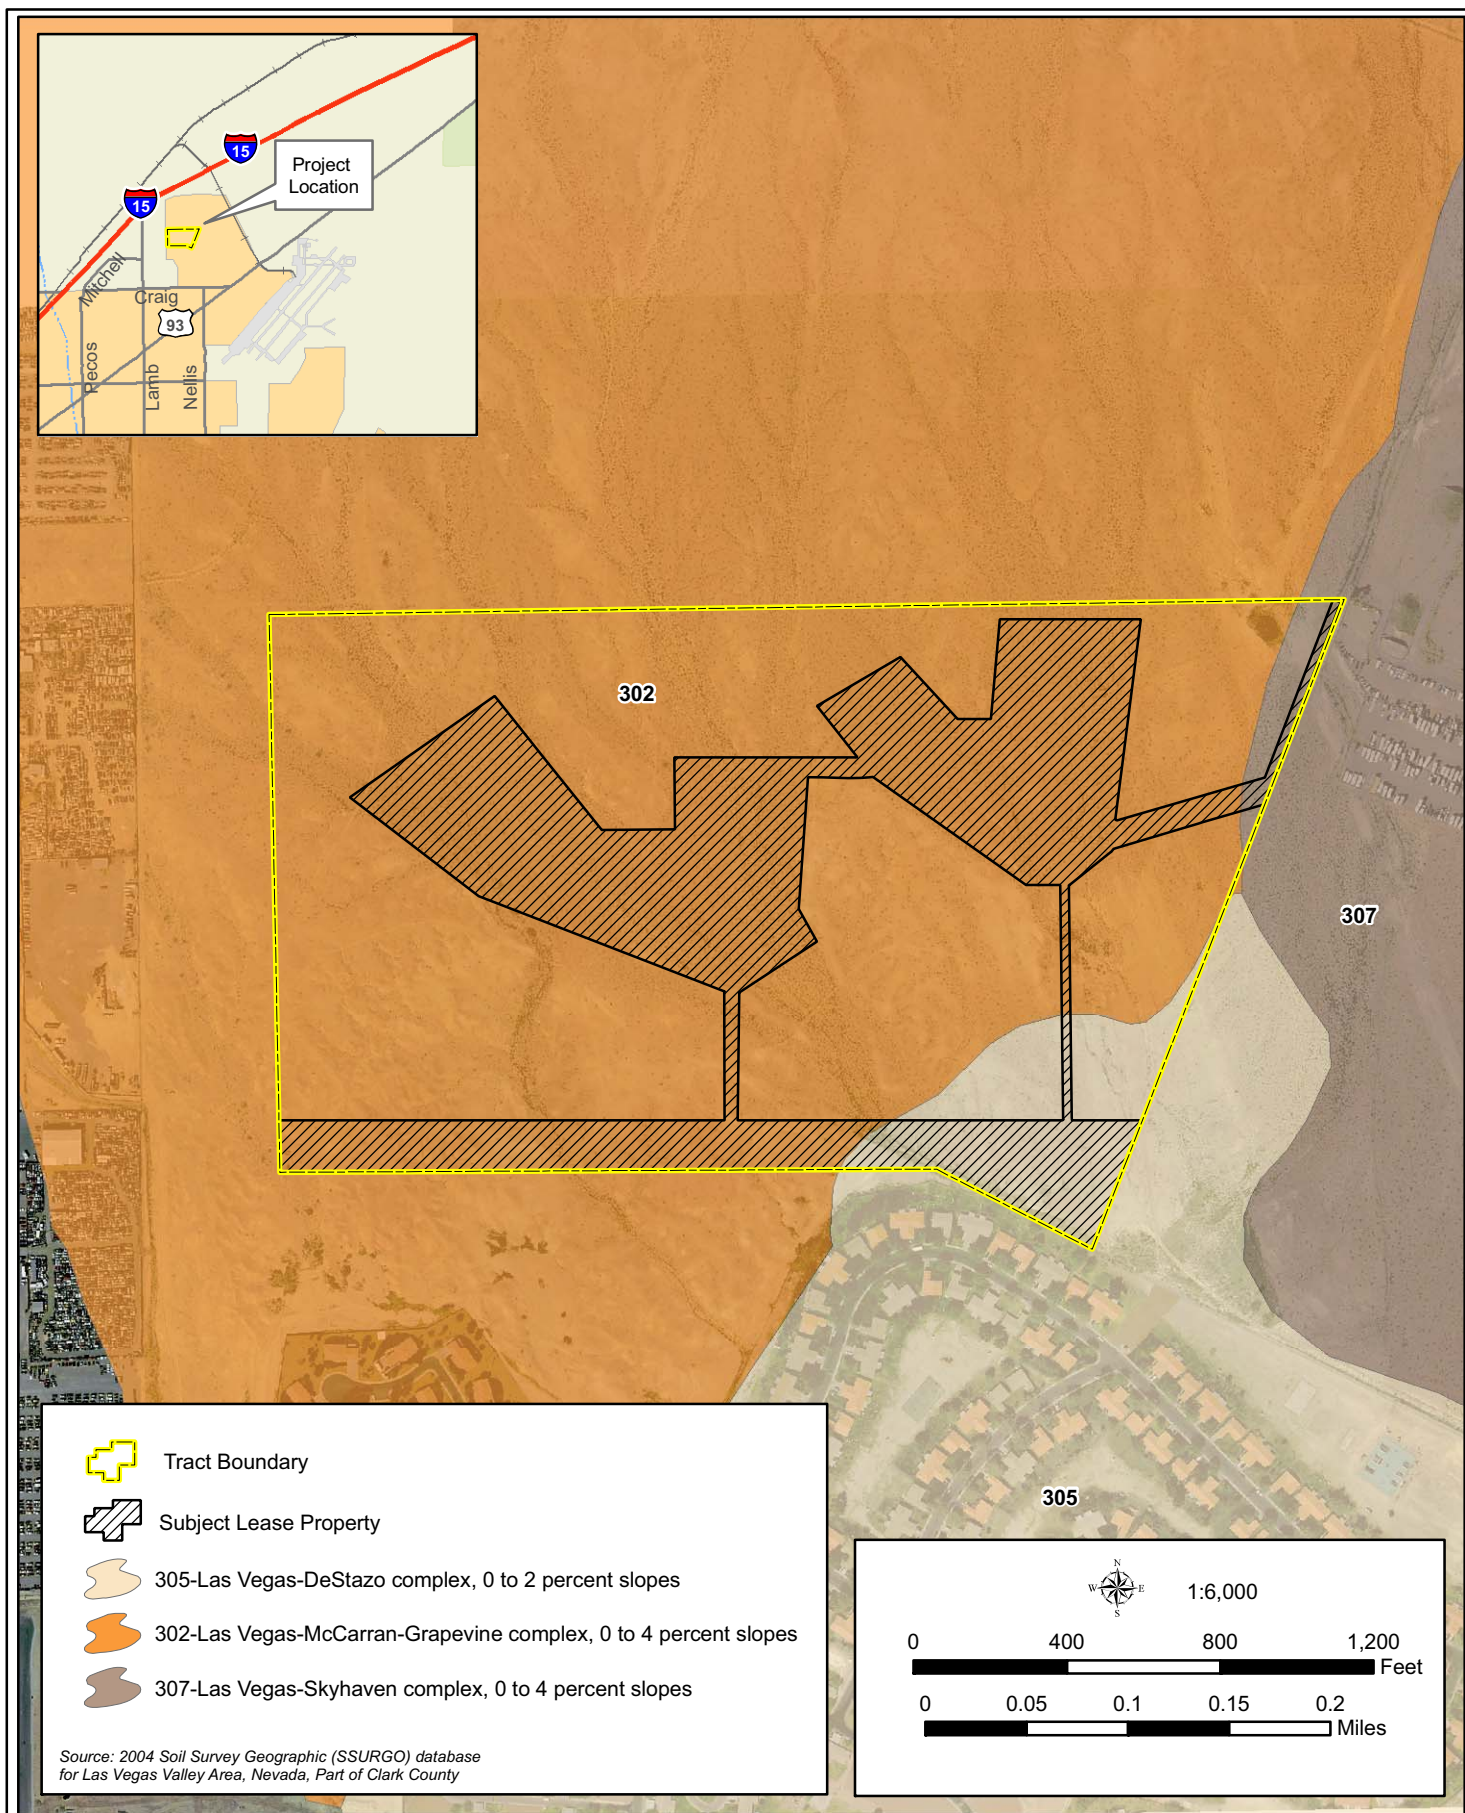 15
15
Project
Location
Mitchell
Craig
93
Pecos
Lamb
Nellis
302
307
305
Tract Boundary
Subject Lease Property
305-Las Vegas-DeStazo complex, 0 to 2 percent slopes
302-Las Vegas-McCarran-Grapevine complex, 0 to 4 percent slopes
307-Las Vegas-Skyhaven complex, 0 to 4 percent slopes
Source: 2004 Soil Survey Geographic (SSURGO) database
for Las Vegas Valley Area, Nevada, Part of Clark County
N
W E
S
1:6,000
0 400 800 1,200
Feet
0 0.05 0.1 0.15 0.2
Miles